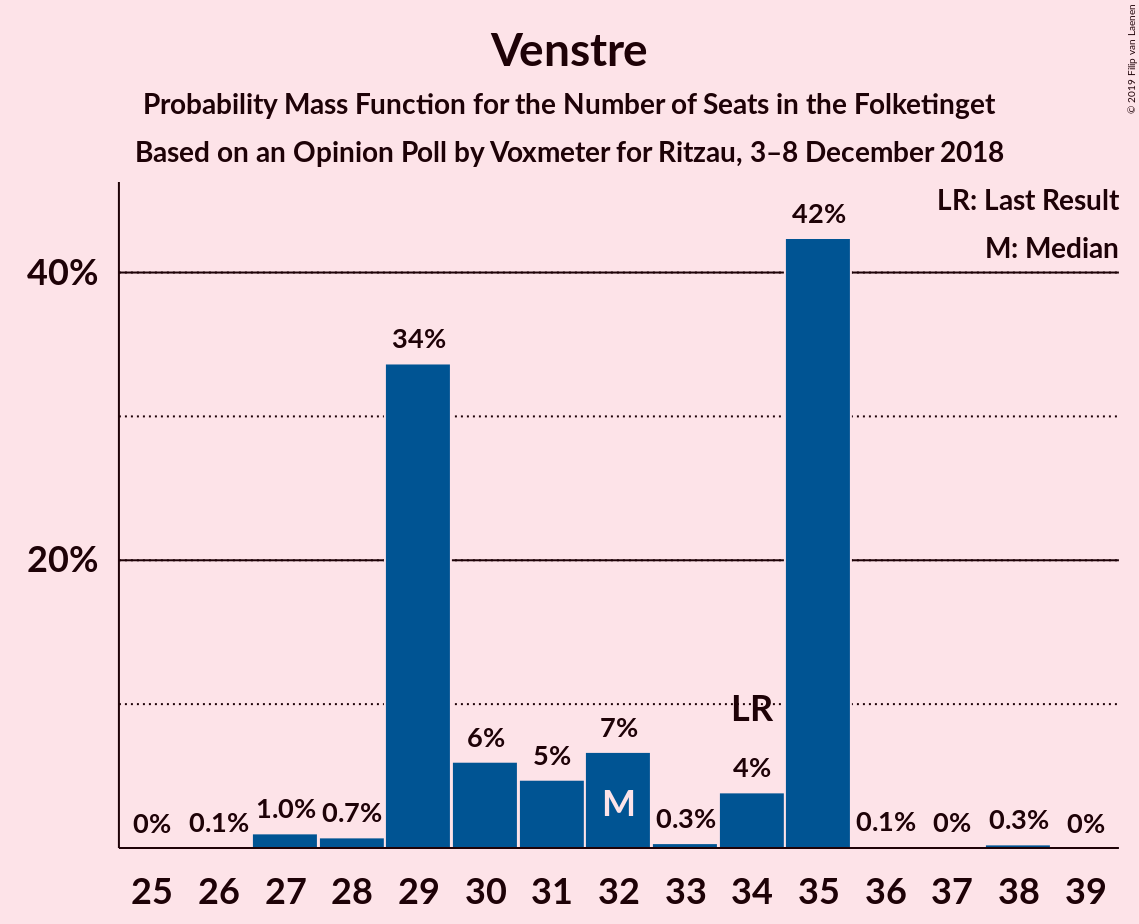 Venstre
Probability Mass Function for the Number of Seats in the Folketinget
Based on an Opinion Poll by Voxmeter for Ritzau, 3–8 December 2018
© 2019 Filip van Laenen
LR: Last Result
M: Median
40%
20%
0%
0.1%
1.0%
0.7%
34%
6%
5%
7%
M
0.3%
LR
4%
42%
0.1%
0%
0.3%
0%
25 26 27 28 29 30 31 32 33 34 35 36 37 38 39